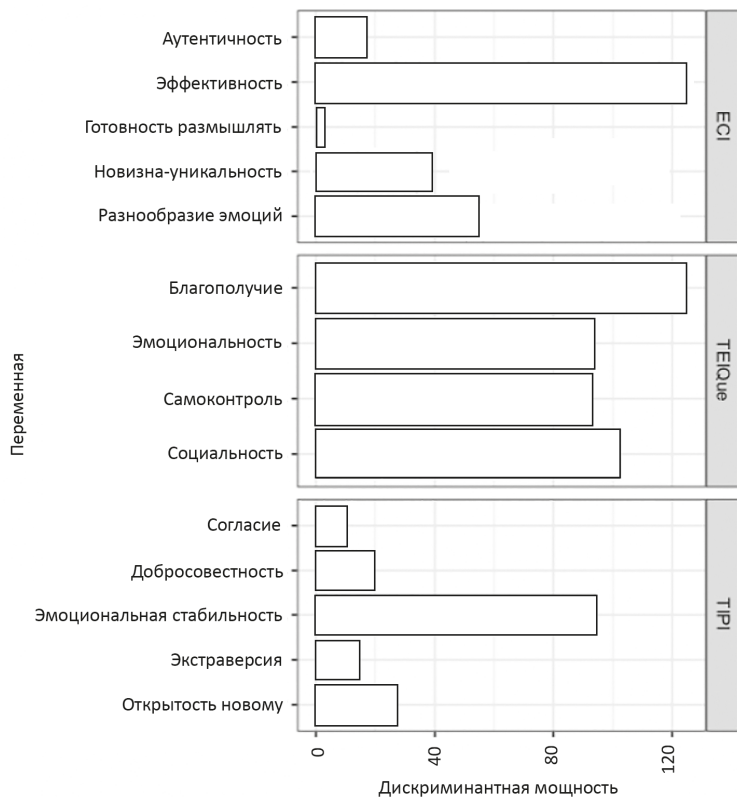 Аутентичность
Эффективность
Готовность размышлять
Новизна-уникальность
Разнообразие эмоций
ECI
Благополучие
Эмоциональность
Самоконтроль
Социальность
TEIQue
Согласие
Добросовестность
Эмоциональная стабильность
Экстраверсия
Открытость новому
TIPI
Переменная
0
40
80
120
Дискриминантная мощность